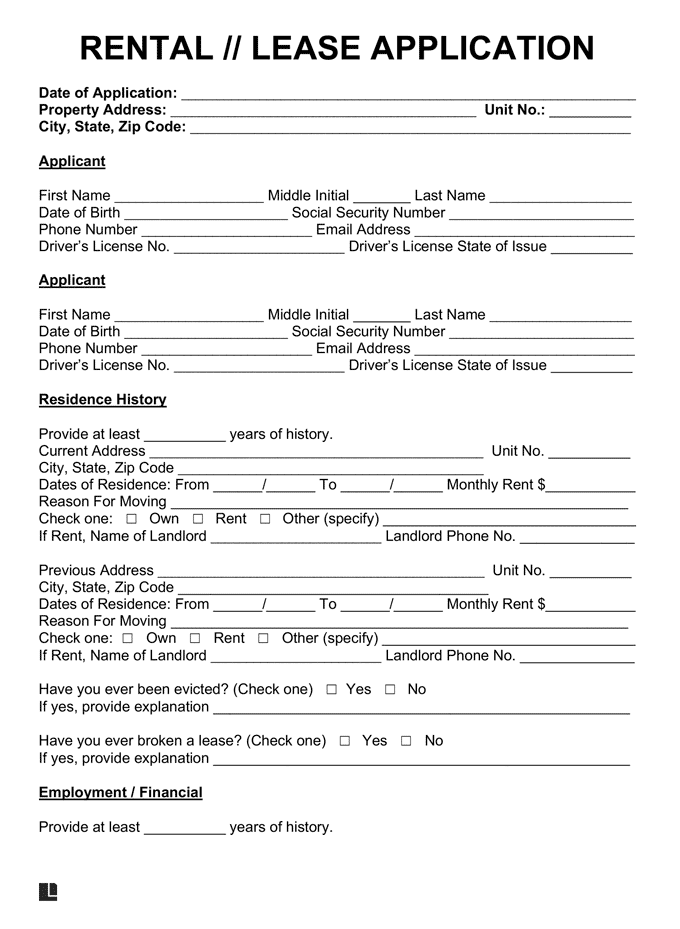 RENTAL // LEASE APPLICATION
Date of Application: ____________________________________________________________
Property Address: ________________________________________ Unit No.: __________
City, State, Zip Code: __________________________________________________________
Applicant
First Name __________________ Middle Initial _______ Last Name _________________
Date of Birth ____________________ Social Security Number ______________________
Phone Number _____________________ Email Address ___________________________
Driver’s License No. _____________________ Driver’s License State of Issue __________
Applicant
First Name __________________ Middle Initial _______ Last Name _________________
Date of Birth ____________________ Social Security Number ______________________
Phone Number _____________________ Email Address ___________________________
Driver’s License No. _____________________ Driver’s License State of Issue __________
Residence History
Provide at least __________ years of history.
Current Address _________________________________________ Unit No. __________
City, State, Zip Code _____________________________________
Dates of Residence: From ______/______ To ______/______ Monthly Rent $___________
Reason For Moving ________________________________________________________
Check one: ☐ Own ☐ Rent ☐ Other (specify) _______________________________
If Rent, Name of Landlord _____________________ Landlord Phone No. ______________
Previous Address ________________________________________ Unit No. __________
City, State, Zip Code ______________________________________
Dates of Residence: From ______/______ To ______/______ Monthly Rent $___________
Reason For Moving ________________________________________________________
Check one: ☐ Own ☐ Rent ☐ Other (specify) _______________________________
If Rent, Name of Landlord _____________________ Landlord Phone No. ______________
Have you ever been evicted? (Check one) ☐ Yes ☐ No
If yes, provide explanation ___________________________________________________
Have you ever broken a lease? (Check one) ☐ Yes ☐ No
If yes, provide explanation ___________________________________________________
Employment / Financial
Provide at least __________ years of history.